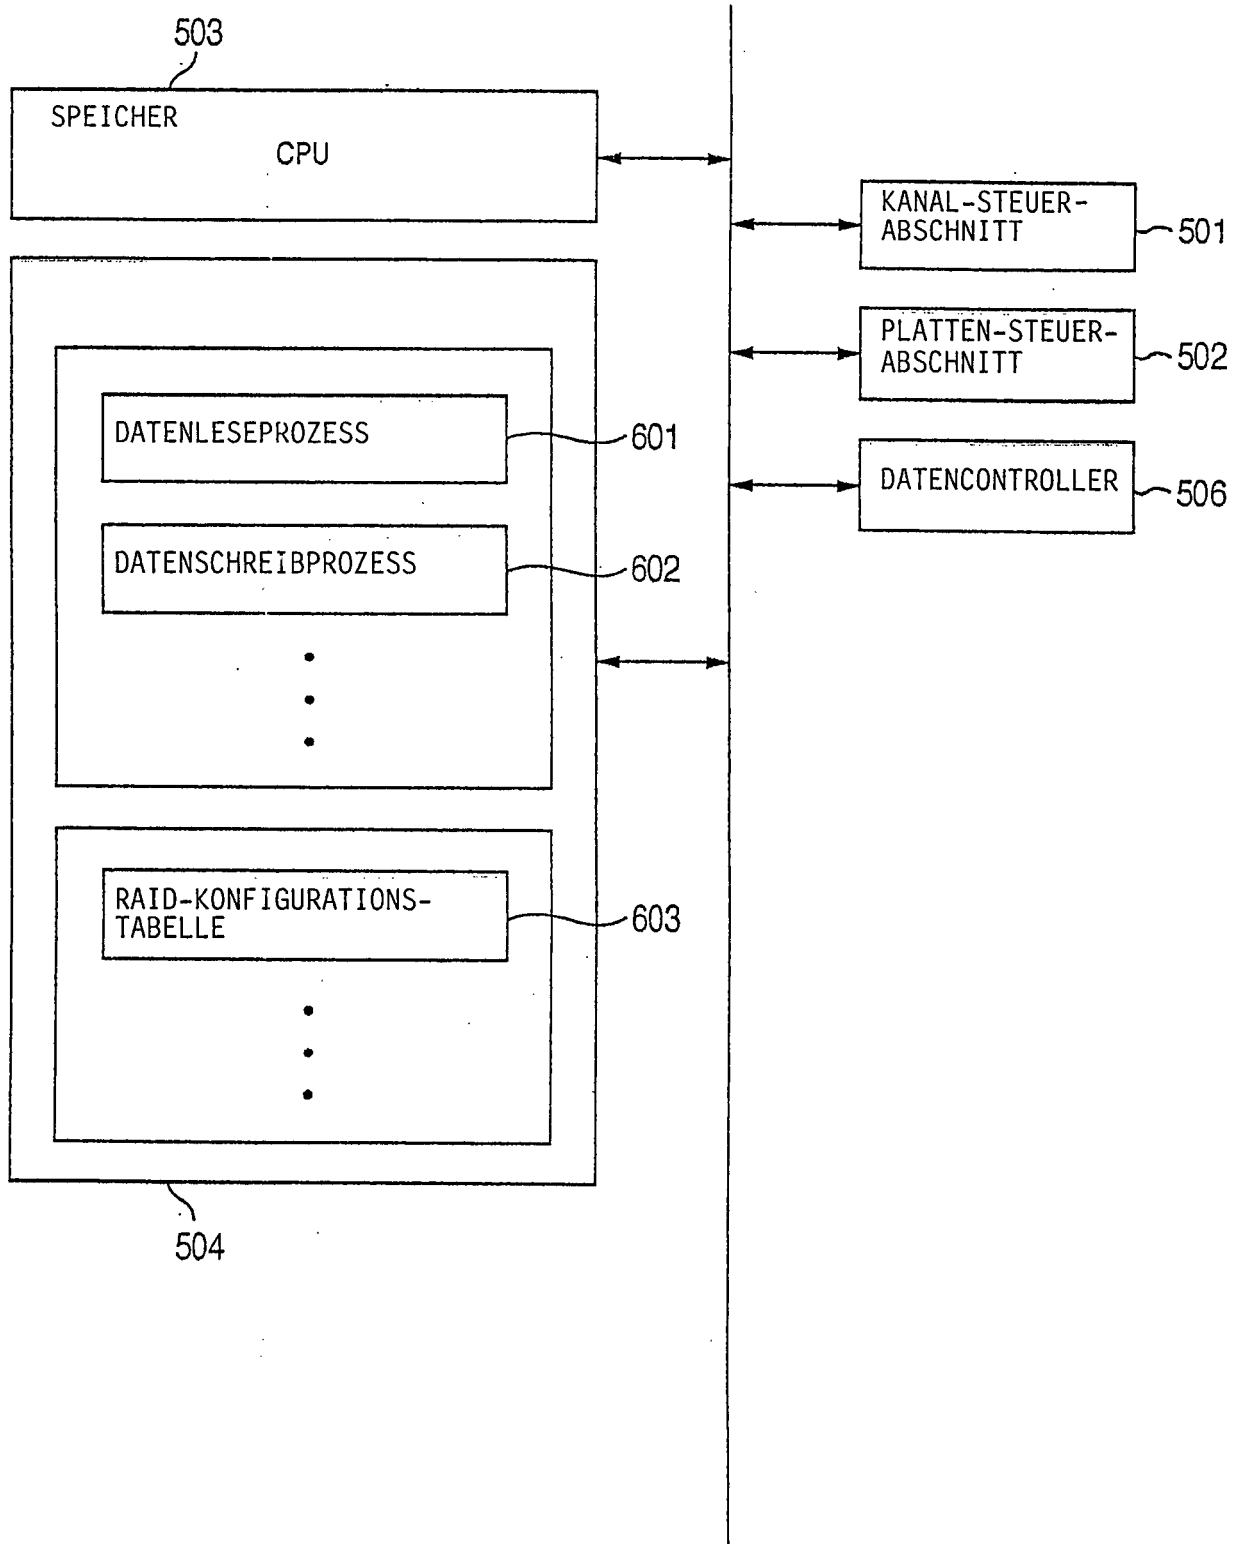 503
SPEICHER
CPU
KANAL-STEUER-
ABSCHNITT
501
PLATTEN-STEUER-
ABSCHNITT
502
DATENCONTROLLER
506
DATENLESEPROZESS
601
DATENSCHREIBPROZESS
602
RAID-KONFIGURATIONS-
TABELLE
603
504